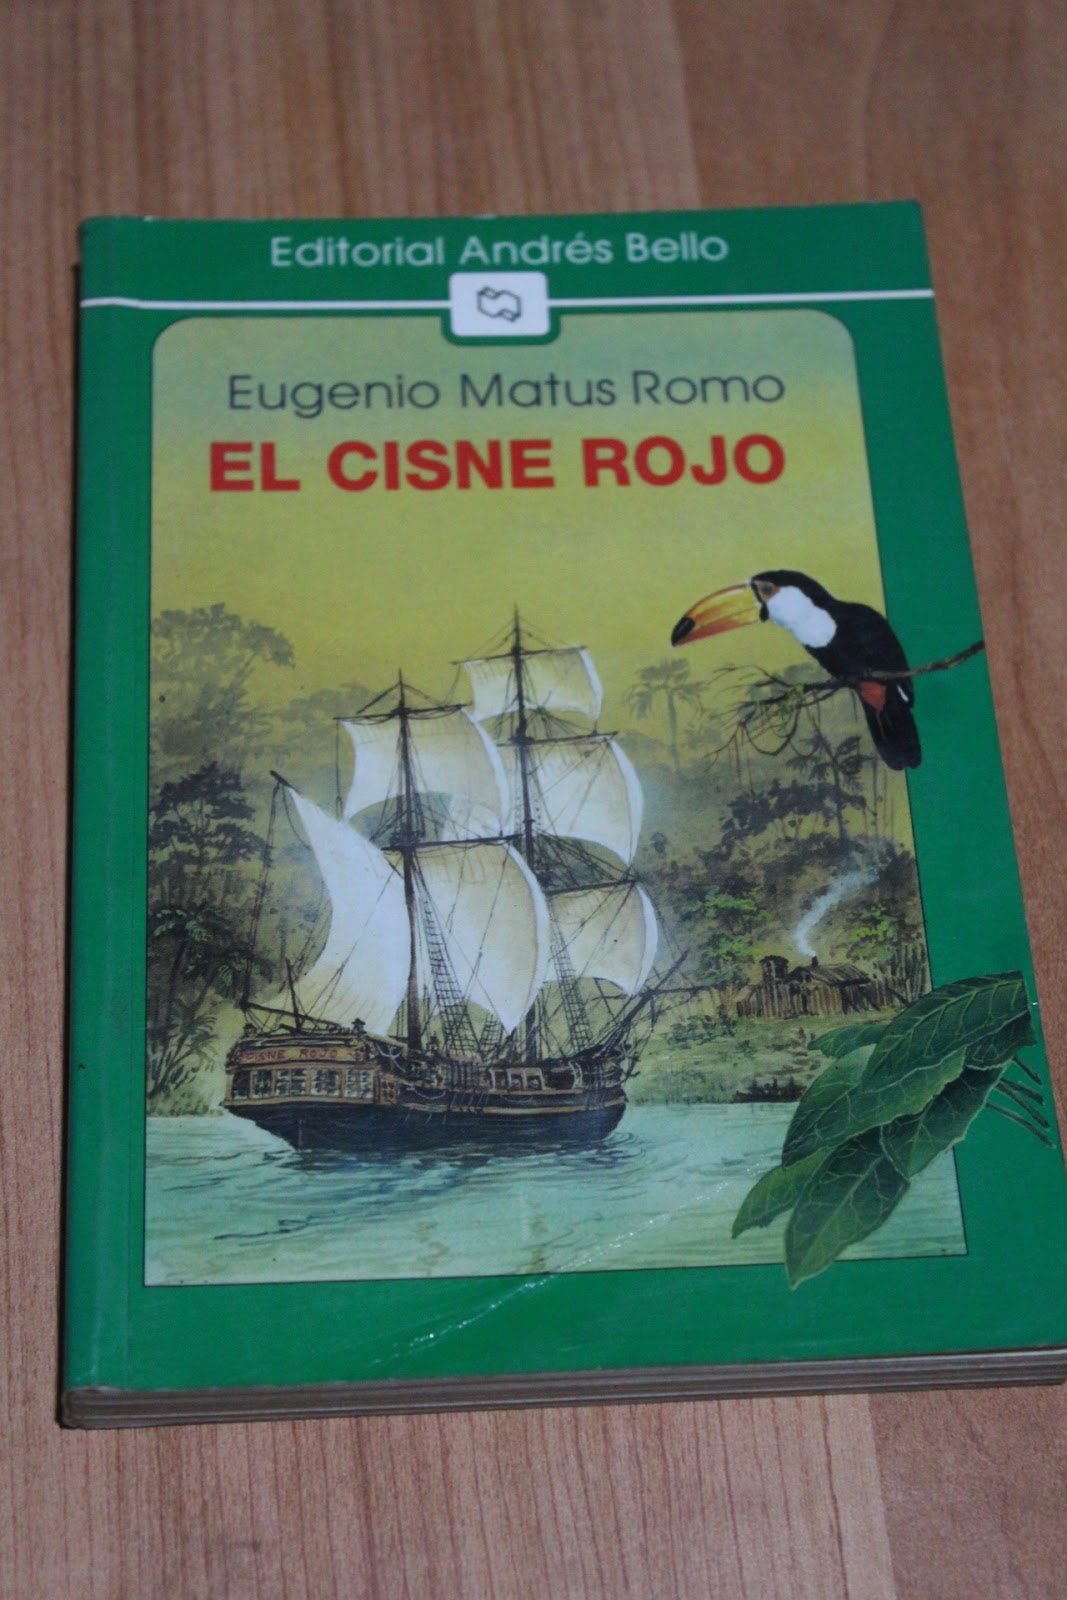 Editorial Andrés Bello
Eugenio Matus Romo
EL CISNE ROJO
CISNE ROJO